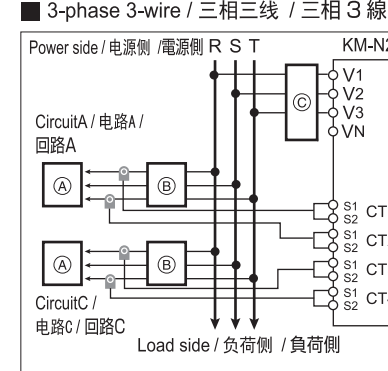 ■ 3-phase 3-wire / 三相三线 / 三相3線
Power side / 电源侧 /電源側 R S T
KM-N2
V1
V2
V3
VN
Ⓒ
CircuitA / 电路A /
回路A
Ⓐ
Ⓑ
S1
S2 CT
S1
S2 CT
Ⓐ
Ⓑ
S1
S2 CT
S1
S2 CT
CircuitC /
电路C / 回路C
Load side / 负荷侧 / 負荷側